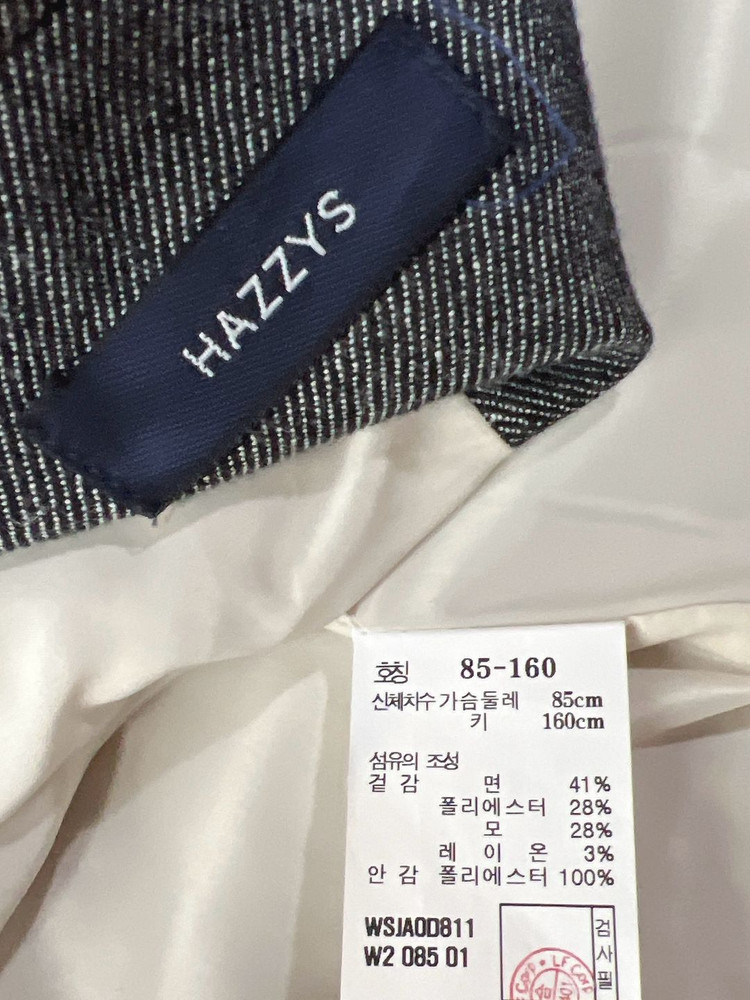 HAZZYS
호칭 85-160
신체치수 가슴둘레 85cm
키 160cm
섬유의 조성
겉감 면 41%
폴리에스터 28%
모 28%
레이온 3%
안감 폴리에스터 100%
WSJA0D811
W2 085 01
검사필
LF Corp